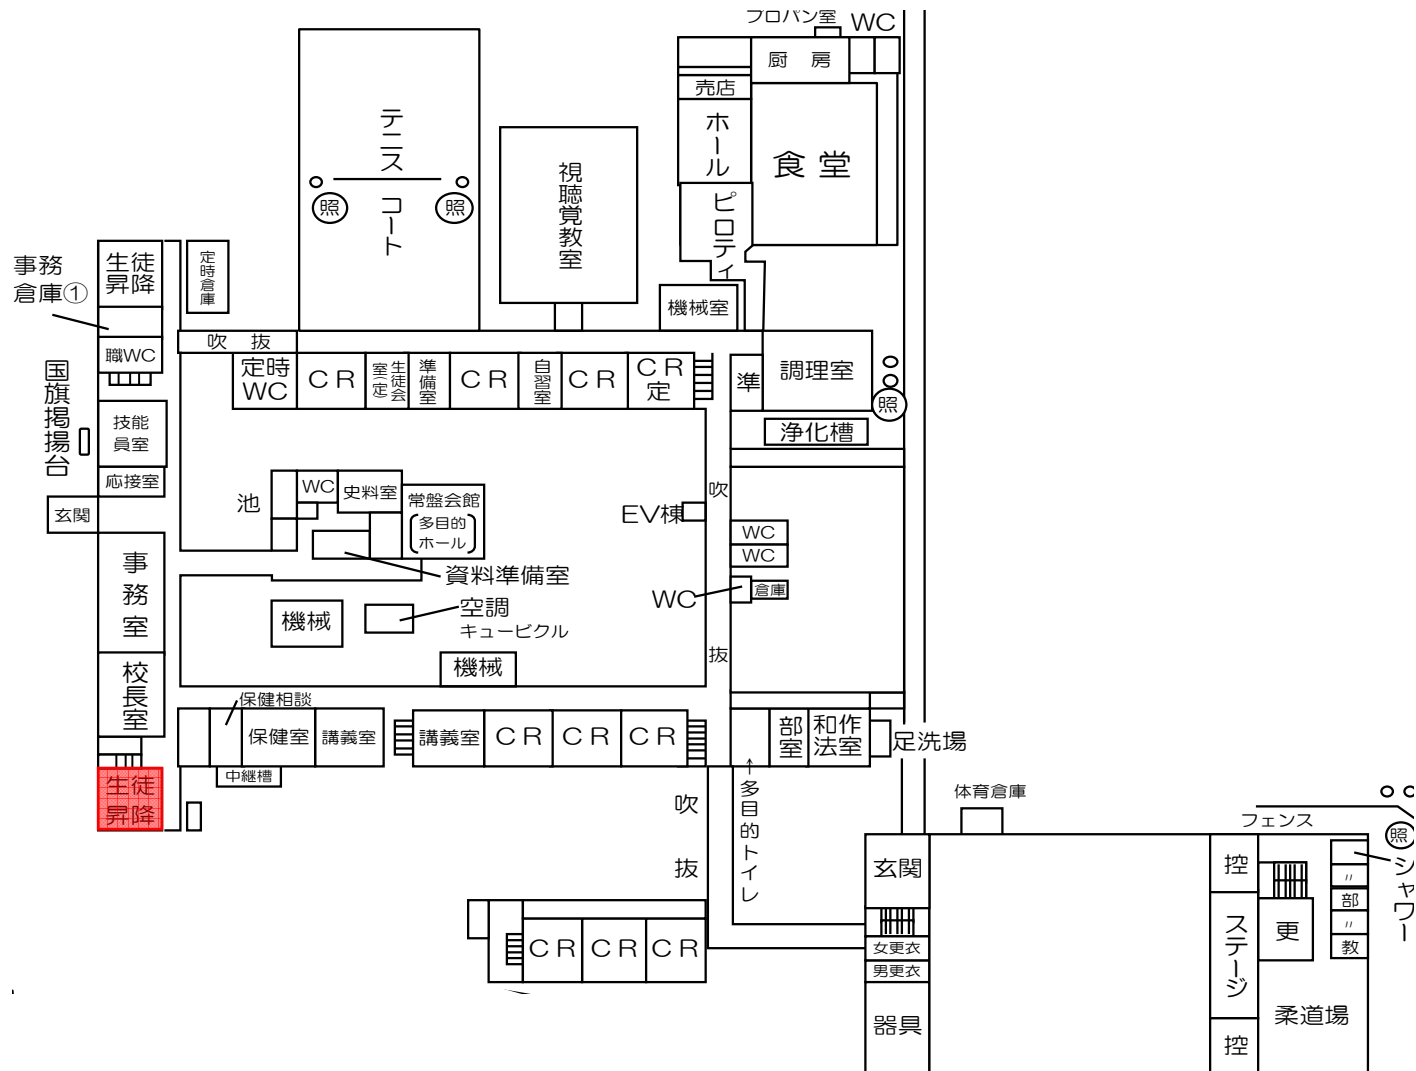 プロパン室
WC
厨 房
売店
ホール
食堂
ピロティ
機械室
テニスコート
照
照
視聴覚教室
生徒
昇降
定時倉庫
事務
倉庫①
職WC
国旗掲揚台
技能
員室
応接室
玄関
事務室
校長室
生徒
昇降
吹 抜
定時
WC
CR
生徒会
室(定)
準備室
CR
自習室
CR
CR
定
準
調理室
照
浄化槽
池
WC
史料室
常盤会館
多目的
ホール
資料準備室
EV棟
吹
抜
WC
WC
WC
倉庫
機械
空調
キュービクル
機械
保健相談
保健室
講義室
中継槽
講義室
CR
CR
CR
部室
和作
法室
足洗場
←多目的トイレ
吹
抜
CR
CR
CR
体育倉庫
玄関
女更衣
男更衣
器具
フェンス
照
シャワー
控
ステージ
控
更
〃
部
〃
教
柔道場